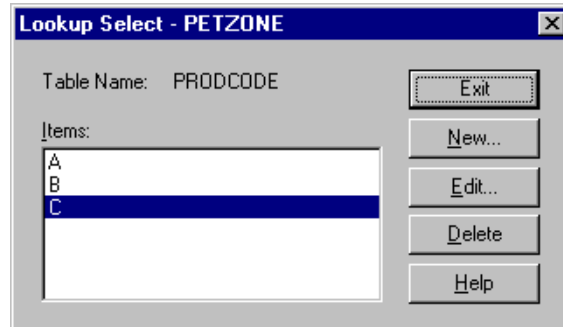 Lookup Select - PETZONE
Table Name: PRODCODE
Exit
Items:
New...
A
B
Edit...
C
Delete
Help